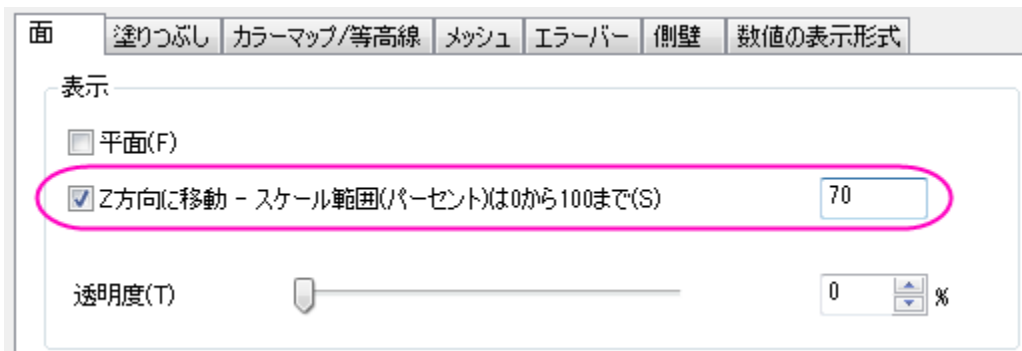 面 塗りつぶし カラーマップ/等高線 メッシュ エラーバー 側壁 数値の表示形式
表示
平面(F)
Z方向に移動 - スケール範囲(パーセント)は0から100まで(S) 70
透明度(T) 0 %